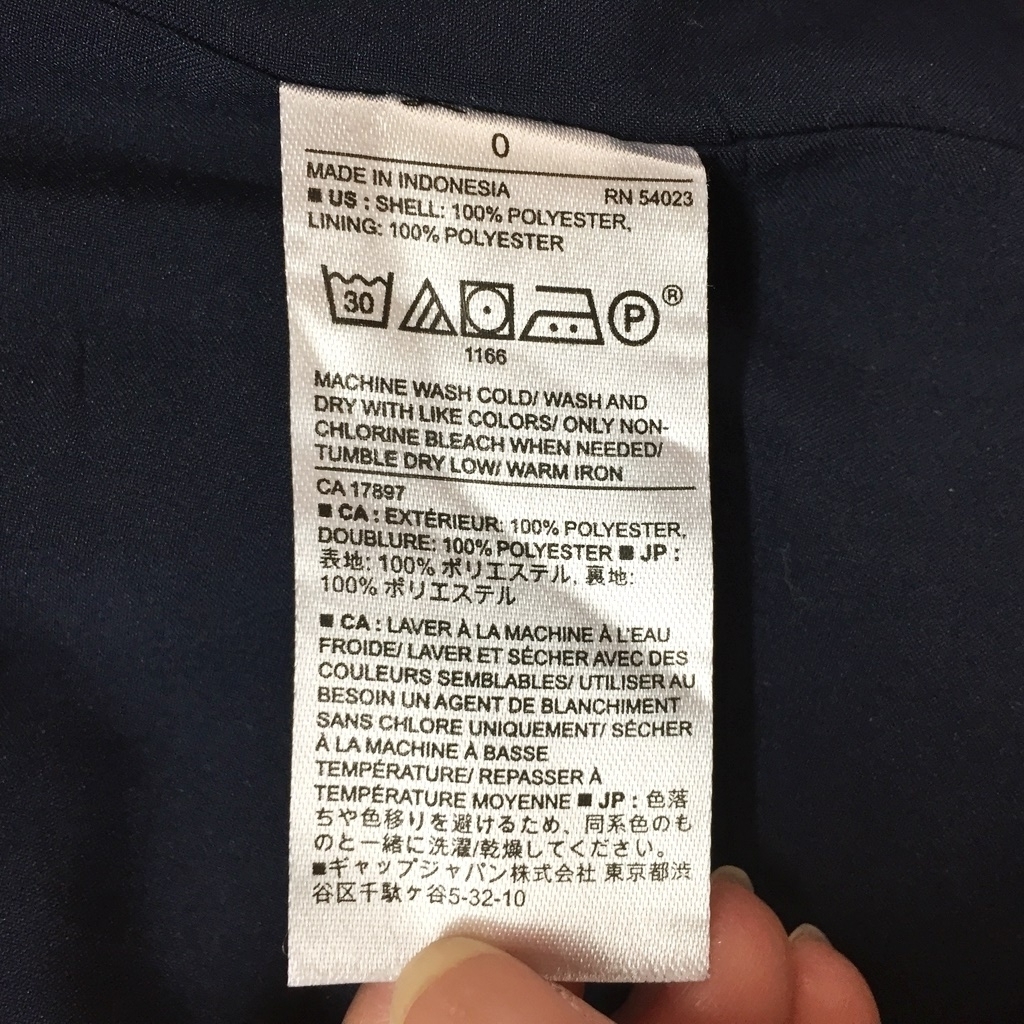 0
MADE IN INDONESIA RN 54023
■ US : SHELL: 100% POLYESTER,
LINING: 100% POLYESTER
30 P ®
1166
MACHINE WASH COLD/ WASH AND
DRY WITH LIKE COLORS/ ONLY NON-
CHLORINE BLEACH WHEN NEEDED/
TUMBLE DRY LOW/ WARM IRON
CA 17897
■ CA : EXTÉRIEUR: 100% POLYESTER,
DOUBLURE: 100% POLYESTER ■ JP :
表地: 100% ポリエステル, 裏地:
100% ポリエステル
■ CA : LAVER À LA MACHINE À L'EAU
FROIDE/ LAVER ET SÉCHER AVEC DES
COULEURS SEMBLABLES/ UTILISER AU
BESOIN UN AGENT DE BLANCHIMENT
SANS CHLORE UNIQUEMENT/ SÉCHER
À LA MACHINE À BASSE
TEMPÉRATURE/ REPASSER À
TEMPÉRATURE MOYENNE ■ JP : 色落
ちや色移りを避けるため、同系色のも
のと一緒に洗濯/乾燥してください。
■ギャップジャパン株式会社 東京都渋
谷区千駄ケ谷5-32-10